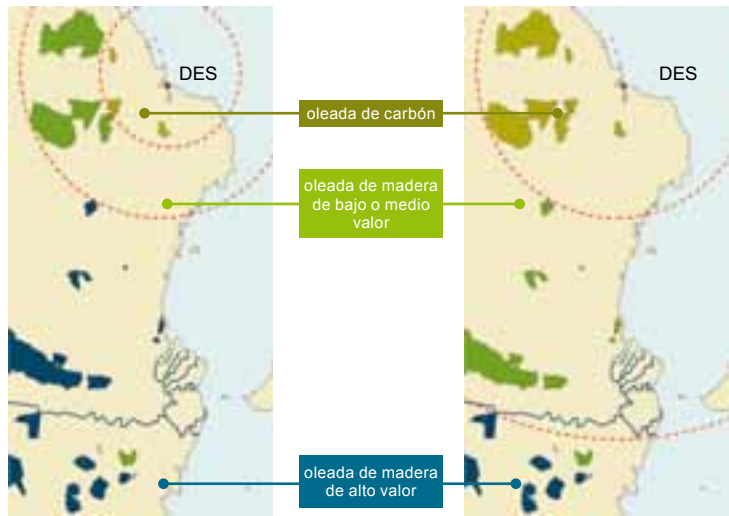 DES
DES
oleada de carbón
oleada de madera
de bajo o medio
valor
oleada de madera
de alto valor